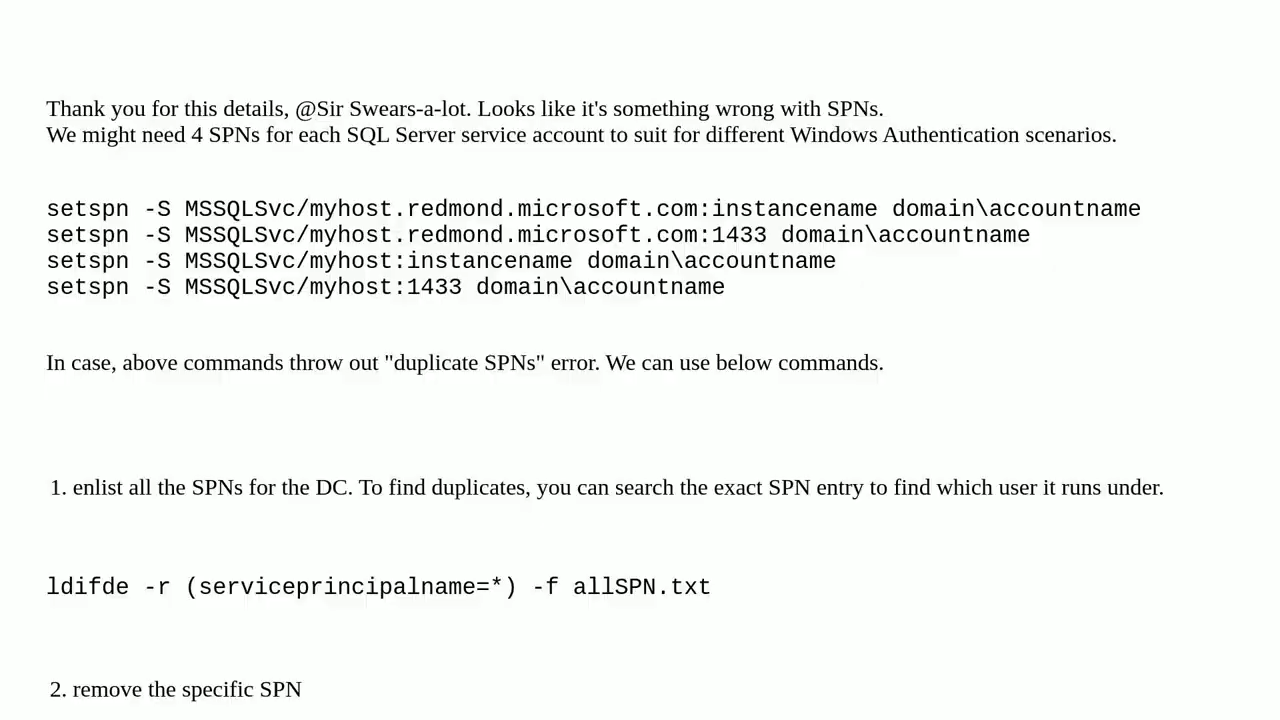 Thank you for this details, @Sir Swears-a-lot. Looks like it's something wrong with SPNs.
We might need 4 SPNs for each SQL Server service account to suit for different Windows Authentication scenarios.
setspn -S MSSQLSvc/myhost.redmond.microsoft.com:instancename domain\accountname
setspn -S MSSQLSvc/myhost.redmond.microsoft.com:1433 domain\accountname
setspn -S MSSQLSvc/myhost:instancename domain\accountname
setspn -S MSSQLSvc/myhost:1433 domain\accountname
In case, above commands throw out "duplicate SPNs" error. We can use below commands.
1. enlist all the SPNs for the DC. To find duplicates, you can search the exact SPN entry to find which user it runs under.
ldifde -r (serviceprincipalname=*) -f allSPN.txt
2. remove the specific SPN